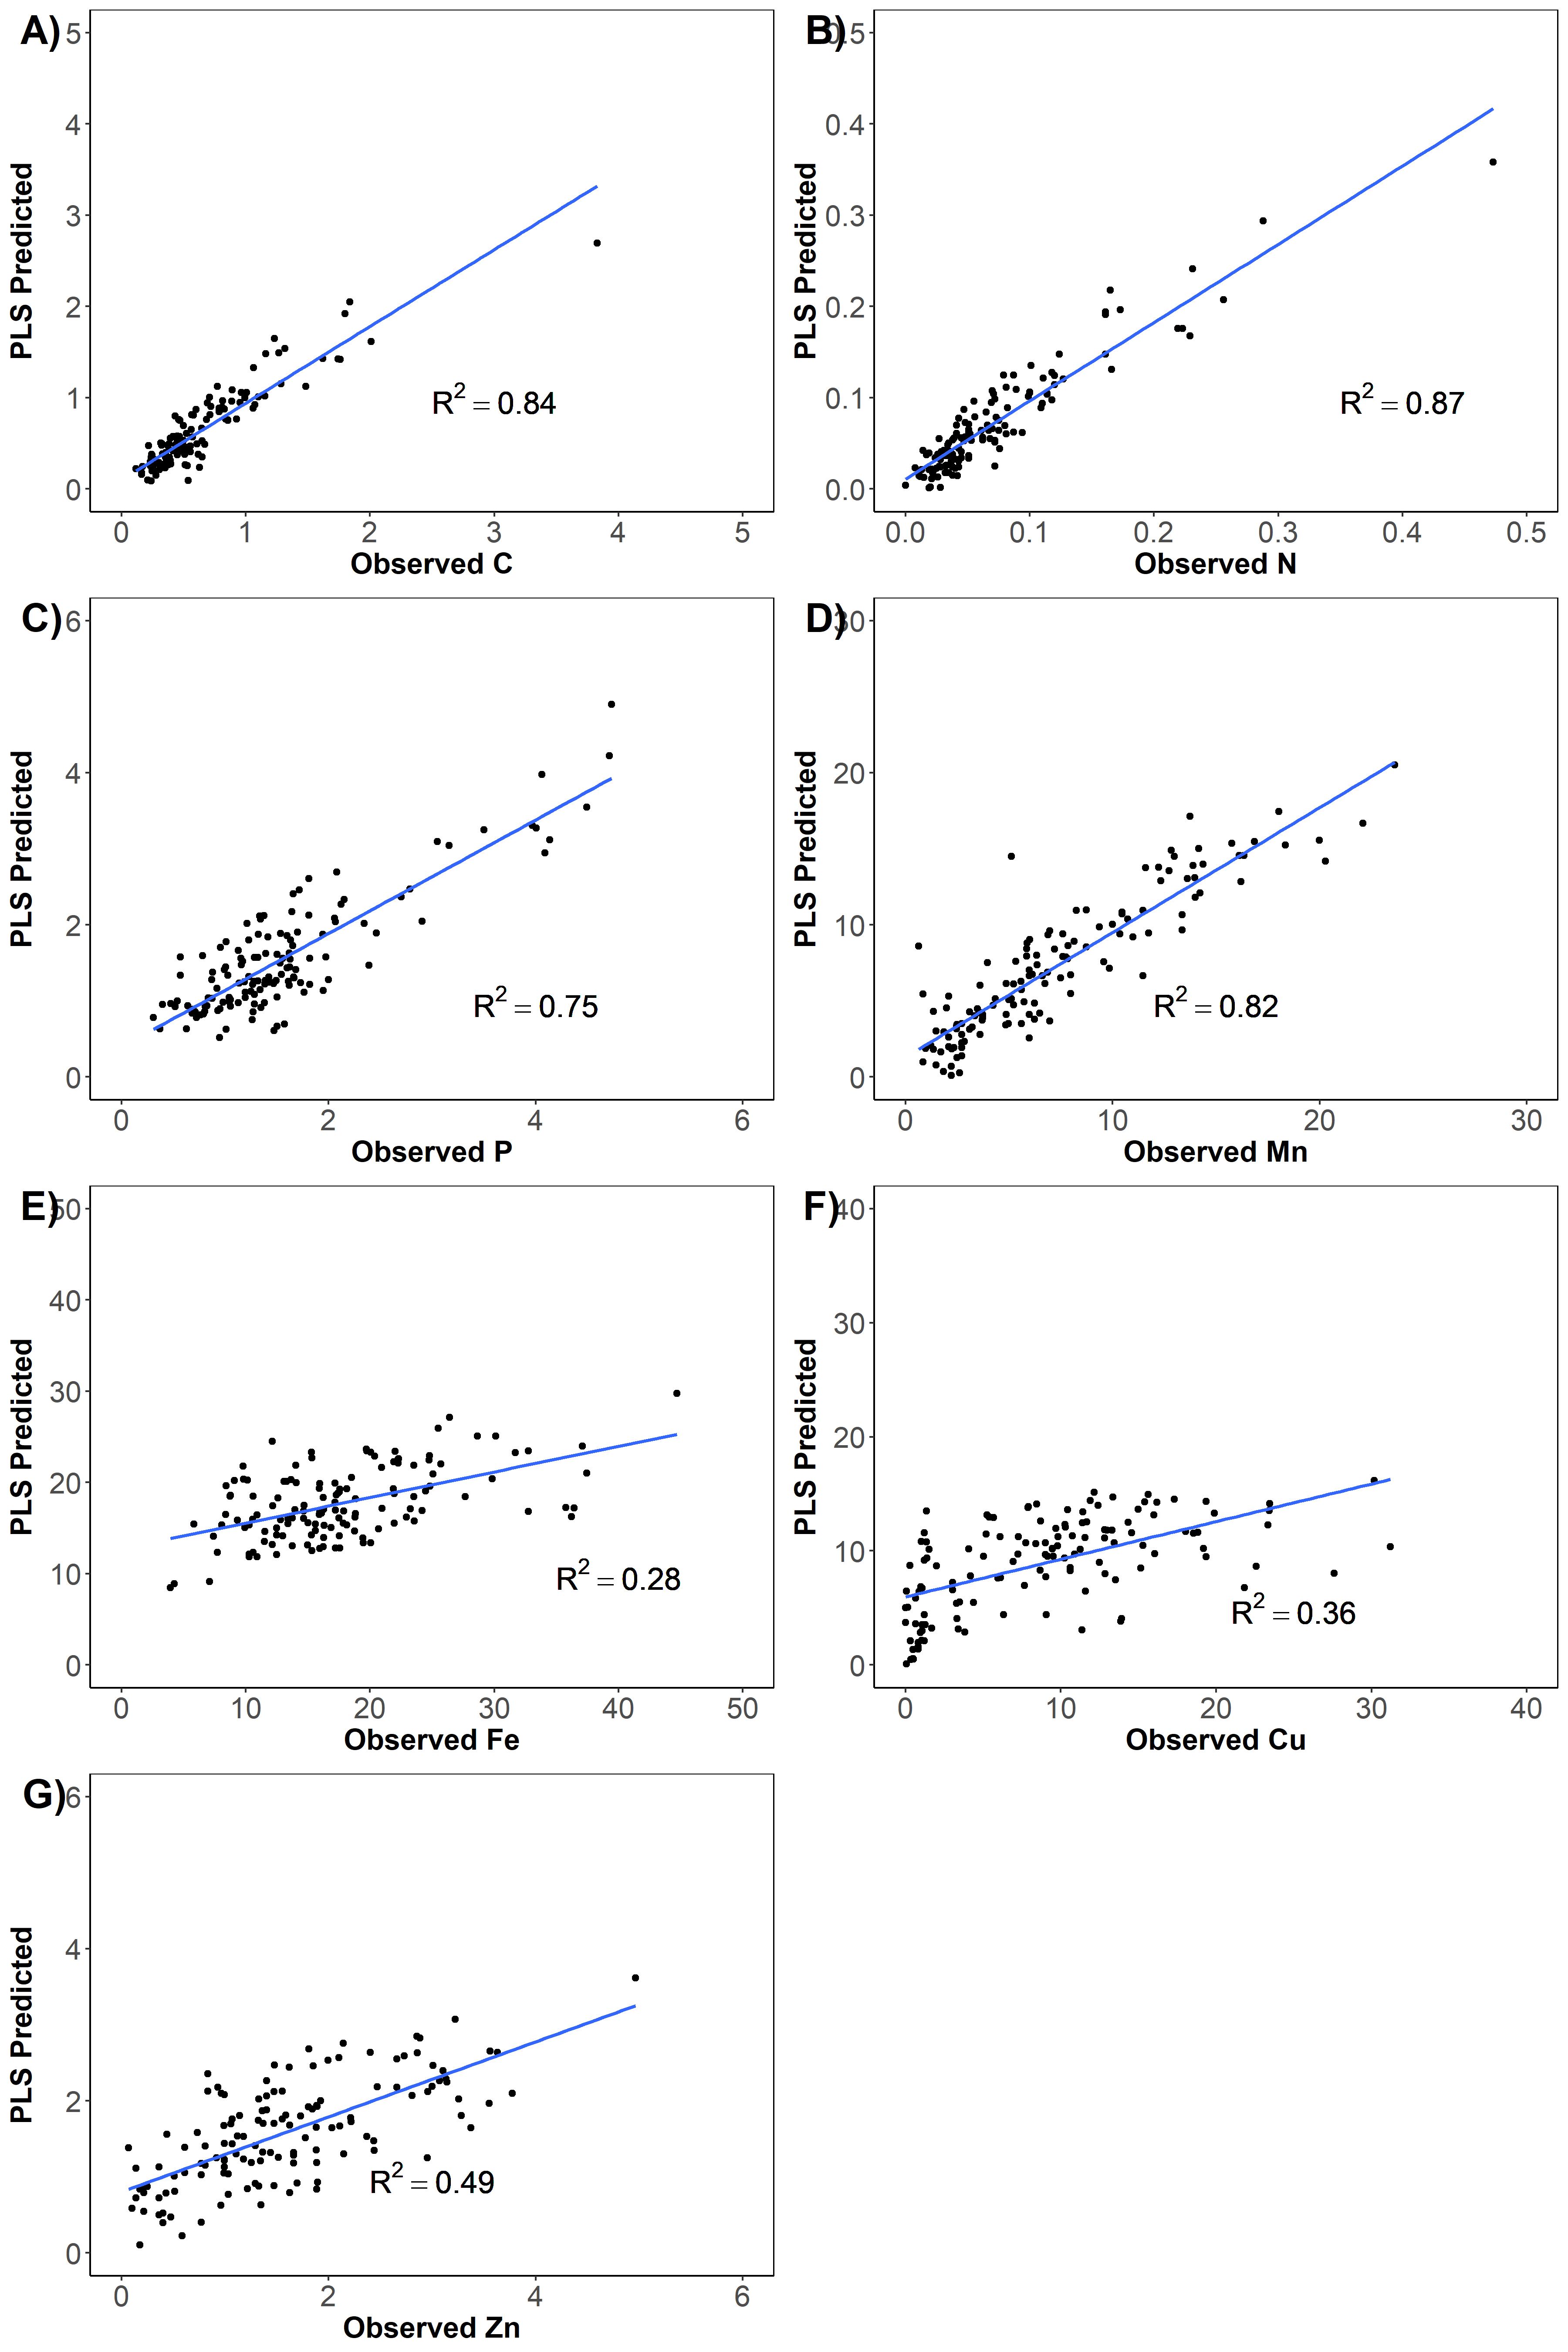 A)
5
4
3
2
1
0
PLS Predicted
R² = 0.84
0 1 2 3 4 5
Observed C
B)
0.5
0.4
0.3
0.2
0.1
0.0
PLS Predicted
R² = 0.87
0.0 0.1 0.2 0.3 0.4 0.5
Observed N
C)
6
4
2
0
PLS Predicted
R² = 0.75
0 2 4 6
Observed P
D)
30
20
10
0
PLS Predicted
R² = 0.82
0 10 20 30
Observed Mn
E)
50
40
30
20
10
0
PLS Predicted
R² = 0.28
0 10 20 30 40 50
Observed Fe
F)
40
30
20
10
0
PLS Predicted
R² = 0.36
0 10 20 30 40
Observed Cu
G)
6
4
2
0
PLS Predicted
R² = 0.49
0 2 4 6
Observed Zn